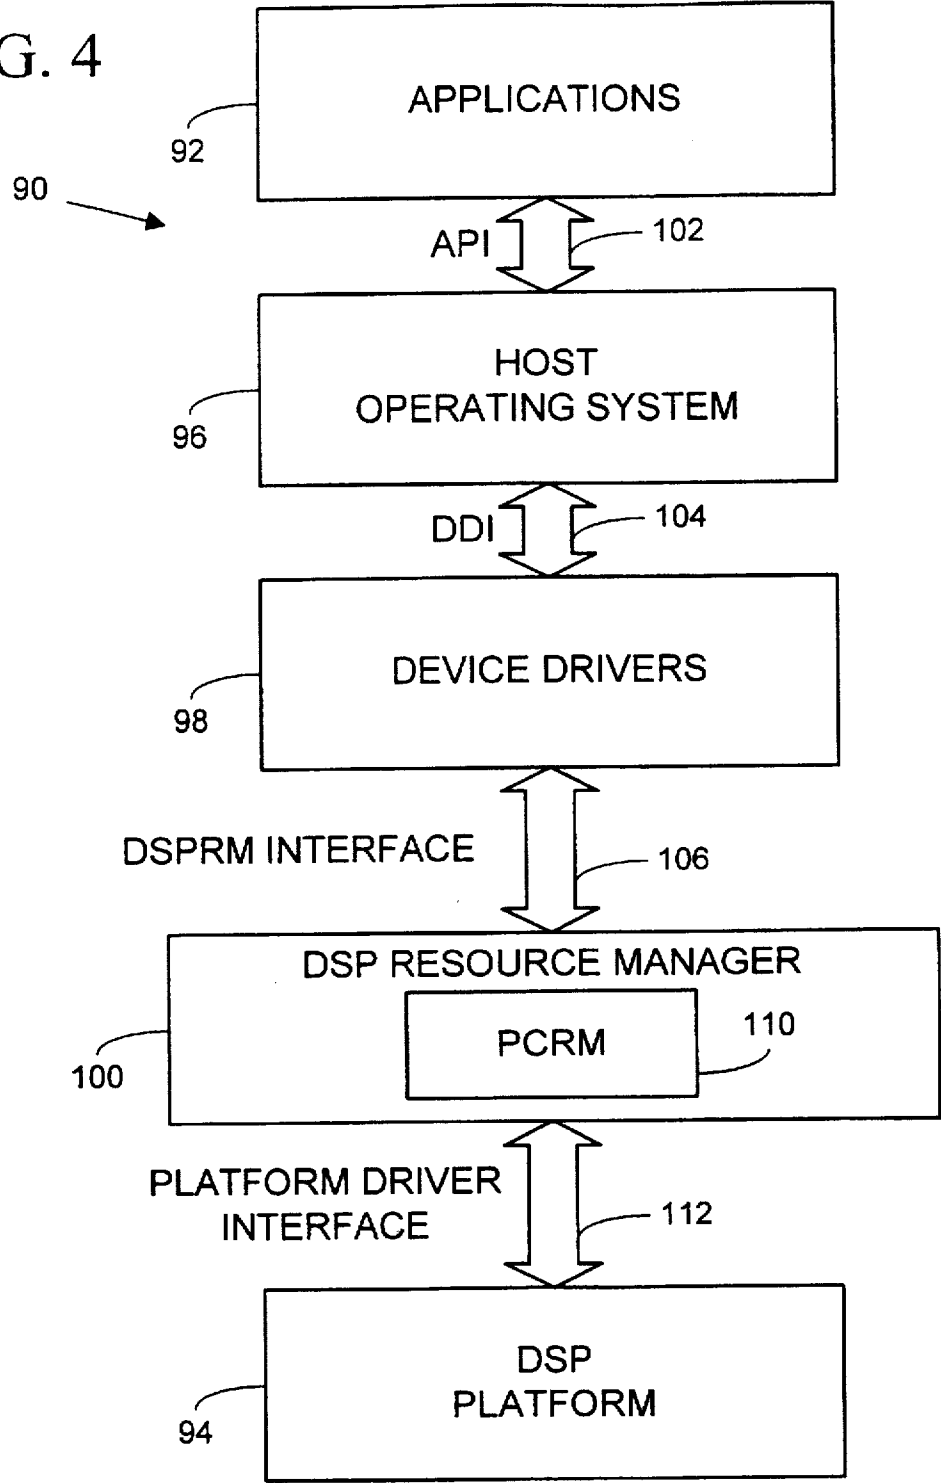 G. 4
APPLICATIONS
92
90
API
102
HOST
OPERATING SYSTEM
96
DDI
104
DEVICE DRIVERS
98
DSPRM INTERFACE
106
DSP RESOURCE MANAGER
PCRM
110
100
PLATFORM DRIVER
INTERFACE
112
DSP
PLATFORM
94